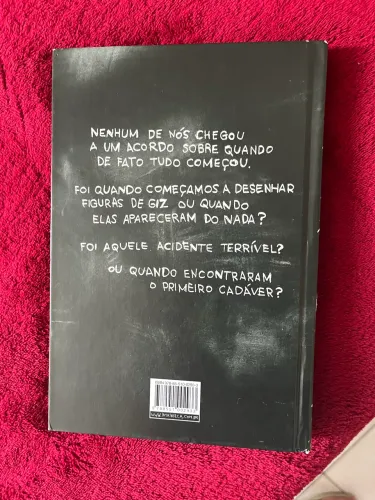 NENHUM DE NÓS CHEGOU
A UM ACORDO SOBRE QUANDO
DE FATO TUDO COMEÇOU.
FOI QUANDO COMEÇAMOS A DESENHAR
FIGURAS DE GIZ OU QUANDO
ELAS APARECERAM DO NADA?
FOI AQUELE ACIDENTE TERRÍVEL?
OU QUANDO ENCONTRARAM
O PRIMEIRO CADÁVER?